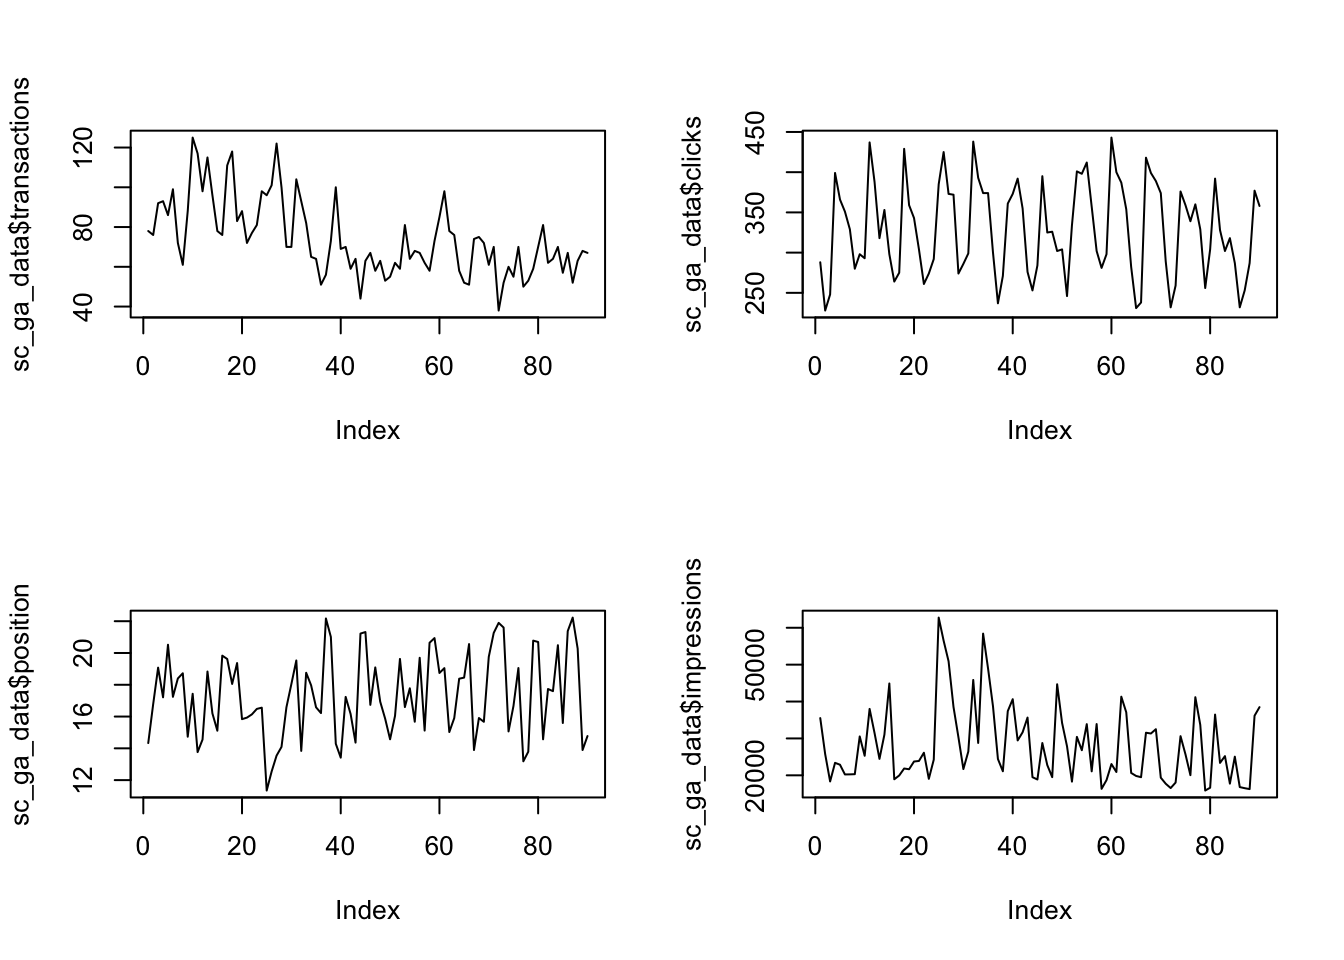 sc_ga_data$transactions
120
80
40
0 20 40 60 80
Index
sc_ga_data$clicks
450
350
250
0 20 40 60 80
Index
sc_ga_data$position
20
16
12
0 20 40 60 80
Index
sc_ga_data$impressions
50000
20000
0 20 40 60 80
Index